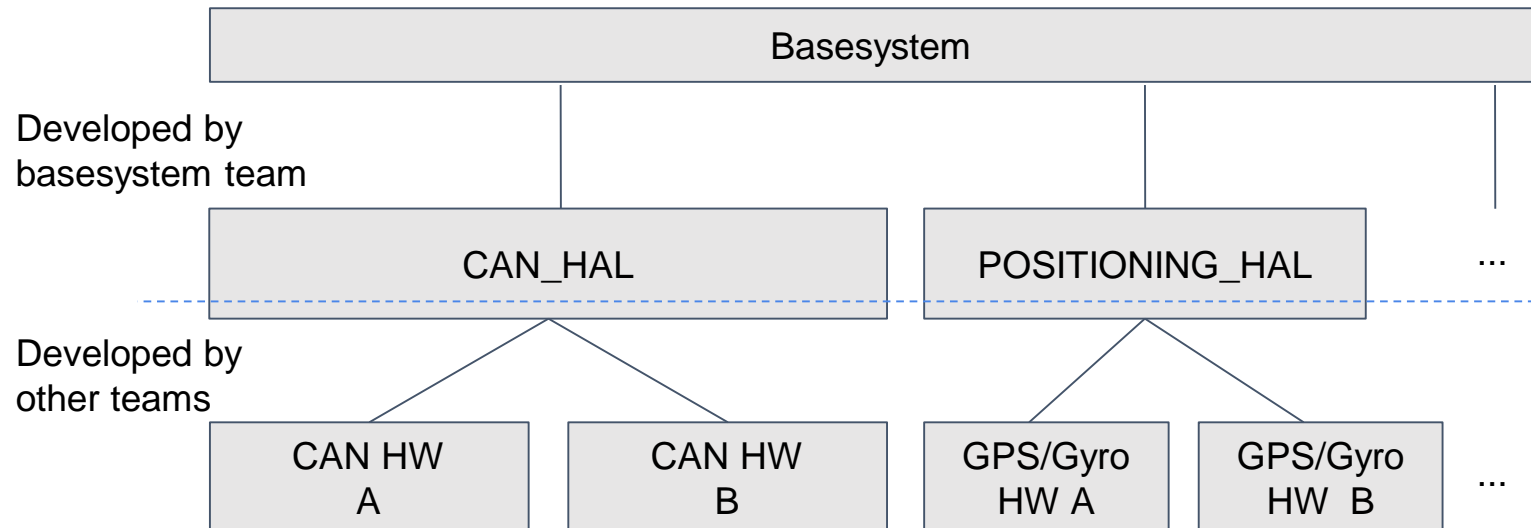 Basesystem
Developed by
basesystem team
CAN_HAL
POSITIONING_HAL
...
Developed by
other teams
CAN HW
A
CAN HW
B
GPS/Gyro
HW A
GPS/Gyro
HW B
...